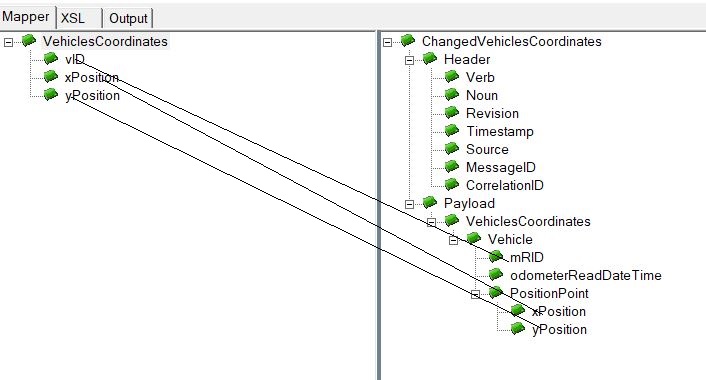 Mapper XSL Output
VehiclesCoordinates
vID
xPosition
yPosition
ChangedVehiclesCoordinates
Header
Verb
Noun
Revision
Timestamp
Source
MessageID
CorrelationID
Payload
VehiclesCoordinates
Vehicle
mRID
odometerReadDateTime
PositionPoint
xPosition
yPosition